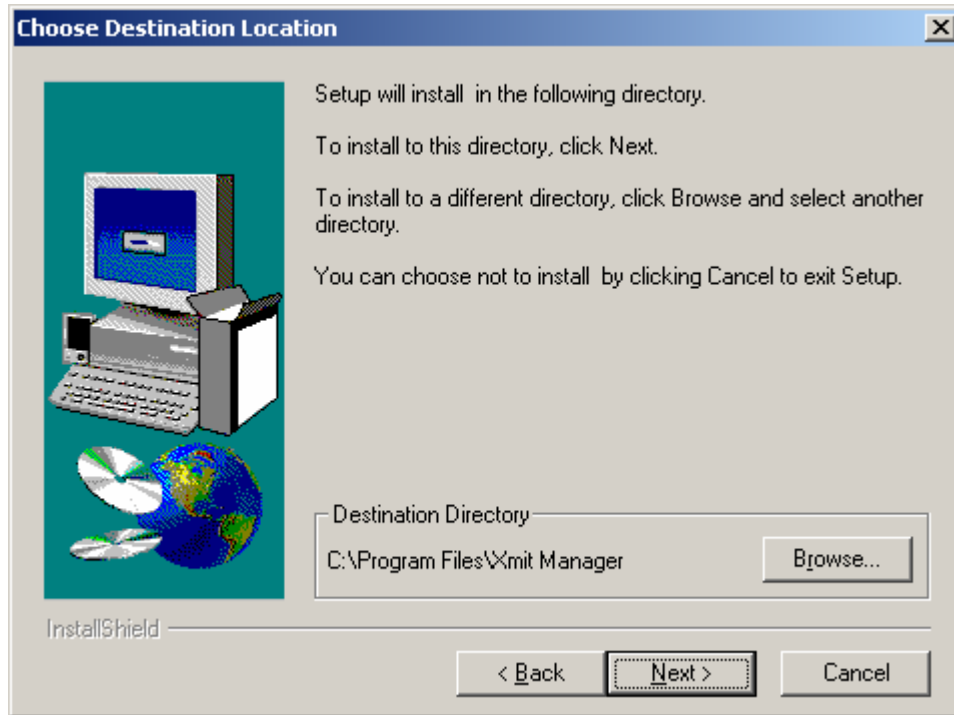 Choose Destination Location
Setup will install  in the following directory.
To install to this directory, click Next.
To install to a different directory, click Browse and select another
directory.
You can choose not to install  by clicking Cancel to exit Setup.
Destination Directory
C:\Program Files\Xmit Manager
Browse...
InstallShield
< Back
Next >
Cancel